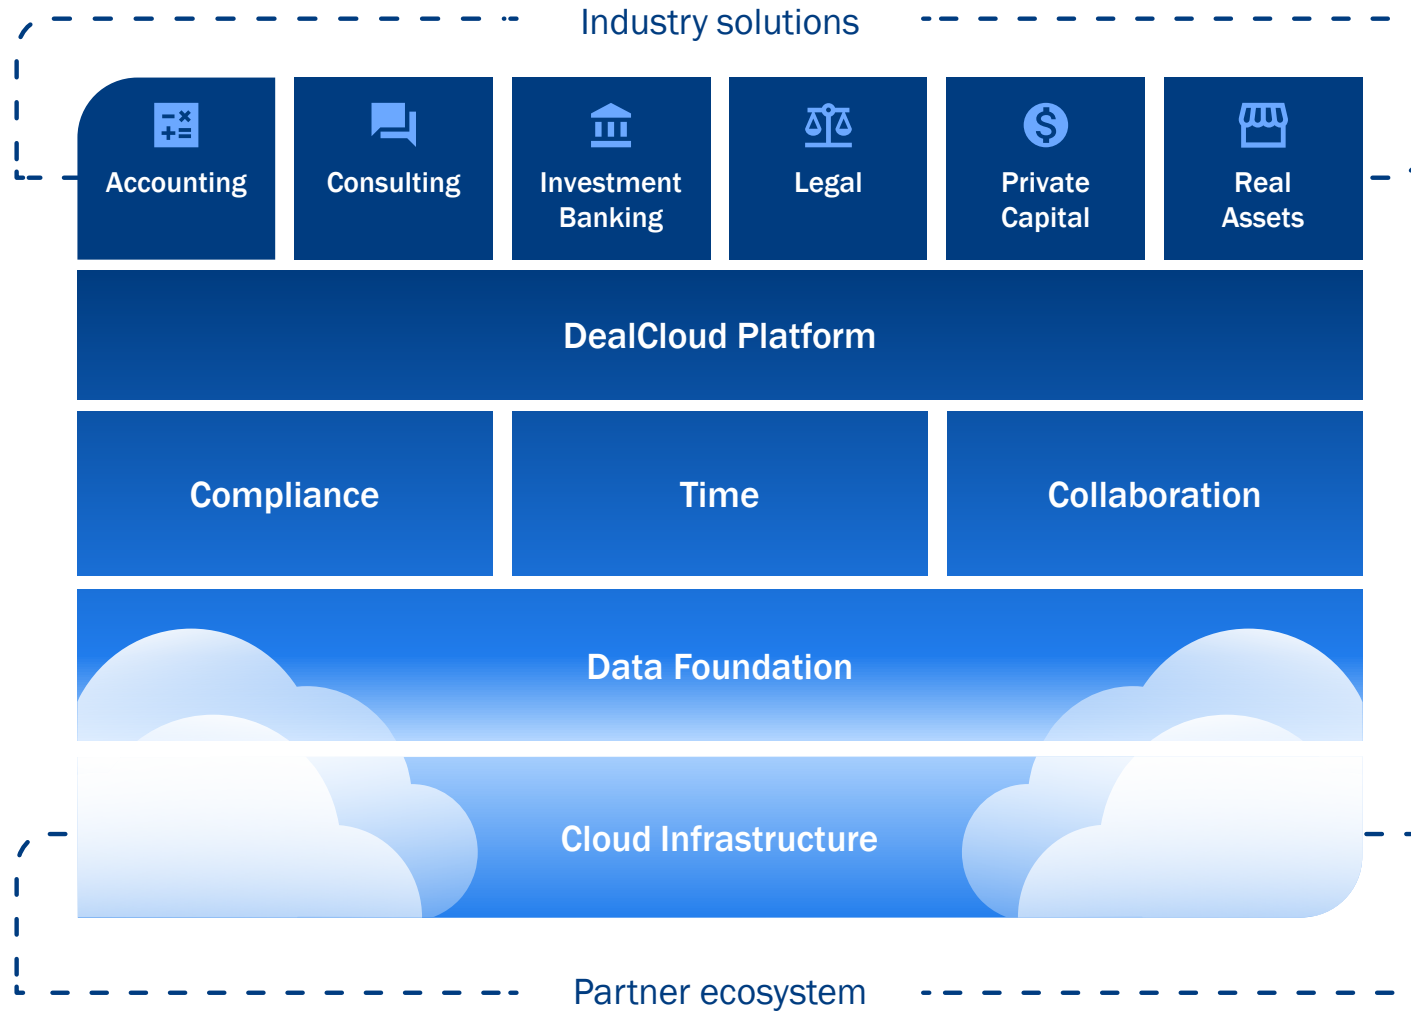 Industry solutions
Accounting
Consulting
Investment
Banking
Legal
Private
Capital
Real
Assets
DealCloud Platform
Compliance
Time
Collaboration
Data Foundation
Cloud Infrastructure
Partner ecosystem